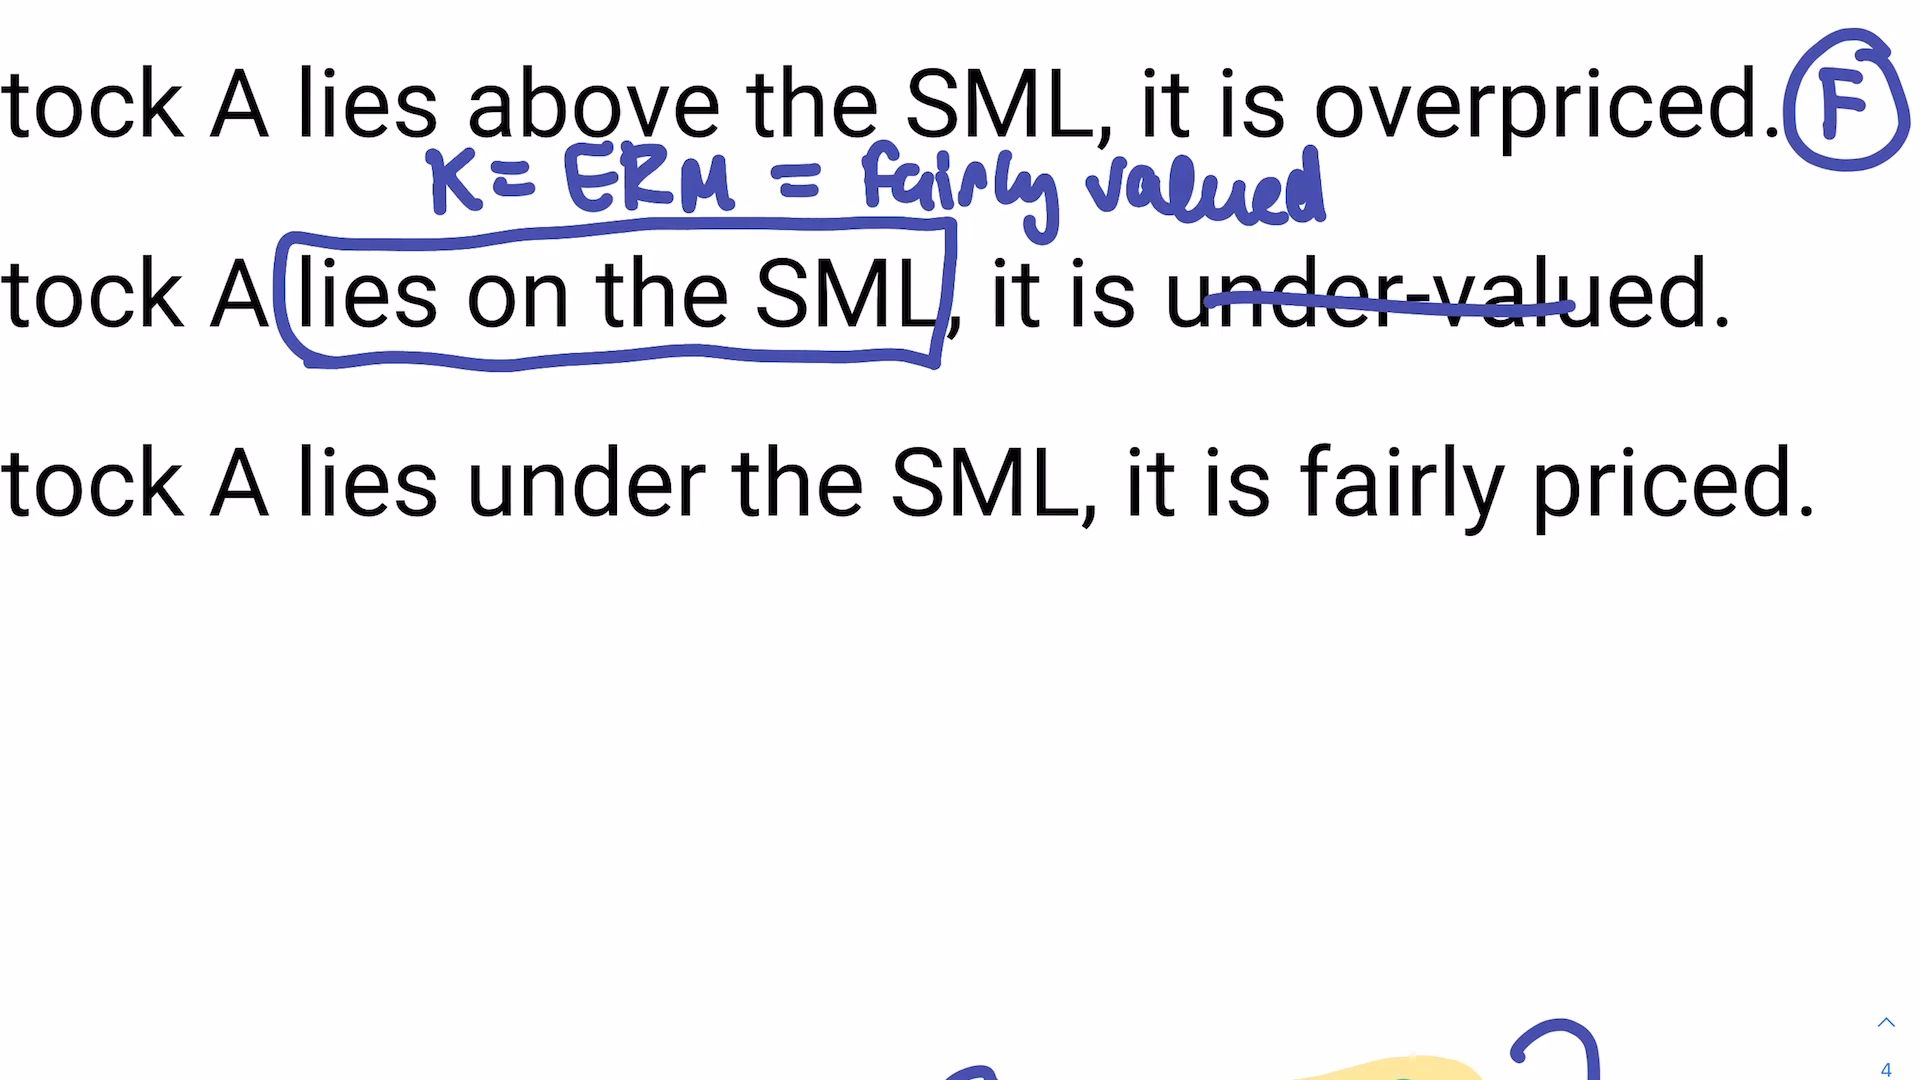 tock A lies above the SML, it is overpriced. F
K = ERM = fairly valued
tock A lies on the SML, it is under-valued.
tock A lies under the SML, it is fairly priced.
4